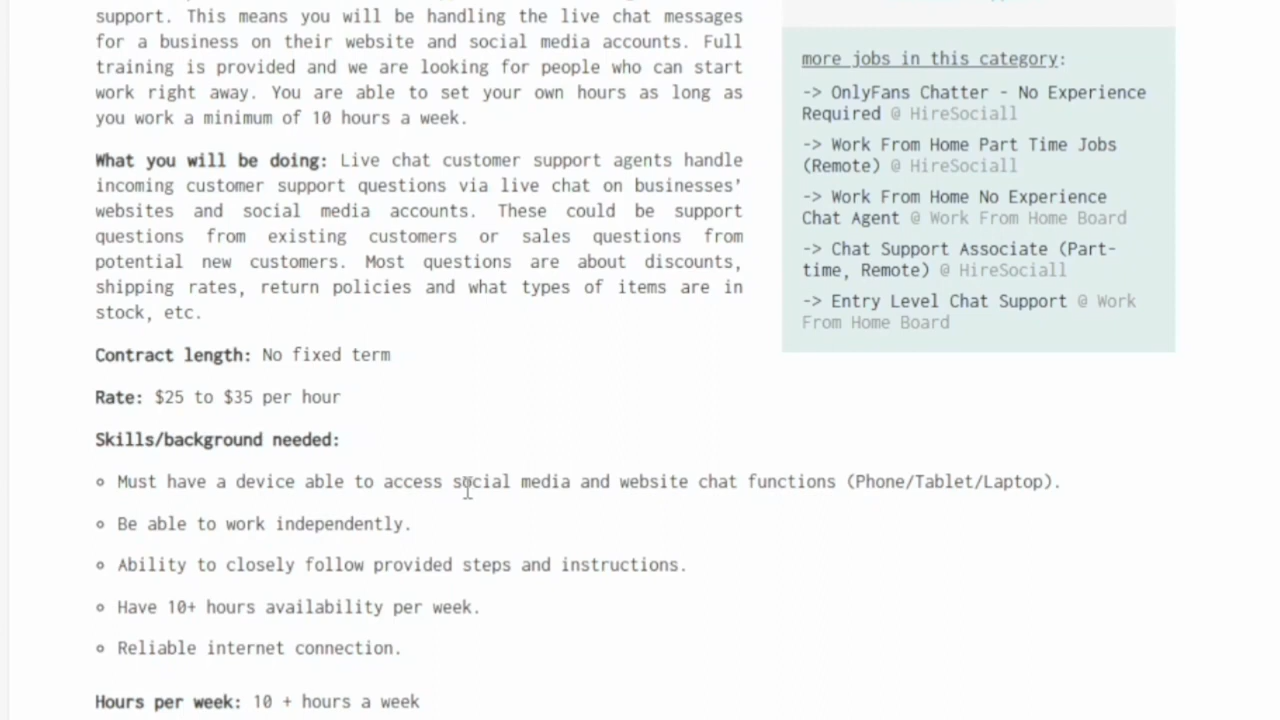 support. This means you will be handling the live chat messages
for a business on their website and social media accounts. Full
training is provided and we are looking for people who can start
work right away. You are able to set your own hours as long as
you work a minimum of 10 hours a week.
What you will be doing: Live chat customer support agents handle
incoming customer support questions via live chat on businesses’
websites and social media accounts. These could be support
questions from existing customers or sales questions from
potential new customers. Most questions are about discounts,
shipping rates, return policies and what types of items are in
stock, etc.
Contract length: No fixed term
Rate: $25 to $35 per hour
Skills/background needed:
Must have a device able to access social media and website chat functions (Phone/Tablet/Laptop).
Be able to work independently.
Ability to closely follow provided steps and instructions.
Have 10+ hours availability per week.
Reliable internet connection.
Hours per week: 10 + hours a week
more jobs in this category:
-> OnlyFans Chatter - No Experience
Required @ HireSociall
-> Work From Home Part Time Jobs
(Remote) @ HireSociall
-> Work From Home No Experience
Chat Agent @ Work From Home Board
-> Chat Support Associate (Part-
time, Remote) @ HireSociall
-> Entry Level Chat Support @ Work
From Home Board